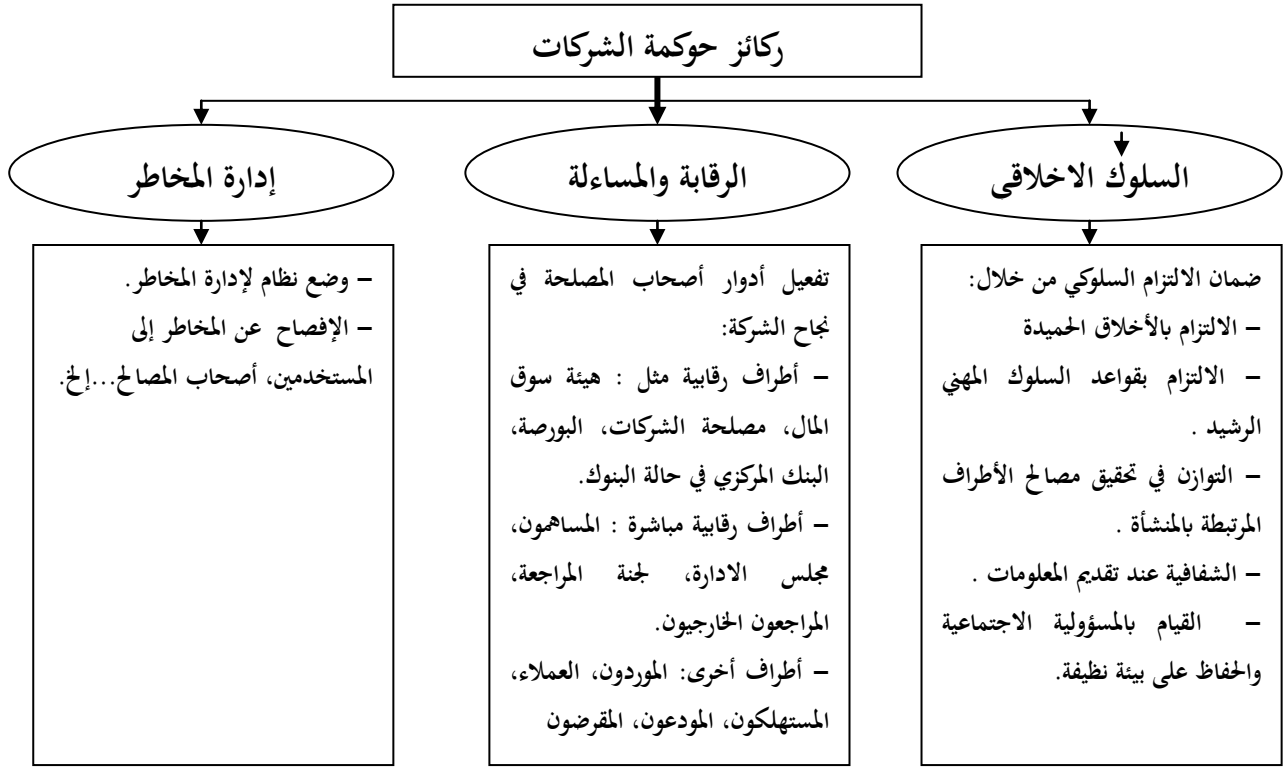 ركائز حوكمة الشركات
السلوك الاخلاقى
الرقابة والمساءلة
إدارة المخاطر
ضمان الالتزام السلوكي من خلال:
– الالتزام بالأخلاق الحميدة
– الالتزام بقواعد السلوك المهني
الرشيد .
– التوازن في تحقيق مصالح الأطراف
المرتبطة بالمنشأة .
– الشفافية عند تقديم المعلومات .
– القيام بالمسؤولية الاجتماعية
والحفاظ على بيئة نظيفة.
تفعيل أدوار أصحاب المصلحة في
نجاح الشركة:
– أطراف رقابية مثل : هيئة سوق
المال، مصلحة الشركات، البورصة،
البنك المركزي في حالة البنوك.
– أطراف رقابية مباشرة : المساهمون،
مجلس الادارة، لجنة المراجعة،
المراجعون الخارجيون.
– أطراف أخرى: الموردون، العملاء،
المستهلكون، المودعون، المقرضون
– وضع نظام لإدارة المخاطر.
– الإفصاح عن المخاطر إلى
المستخدمين، أصحاب المصالح...إلخ.